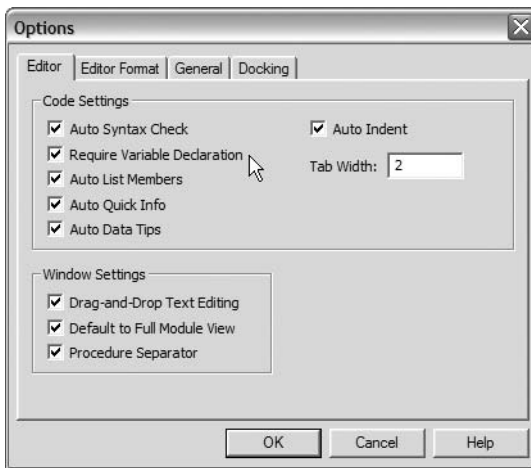 Options
Editor Editor Format General Docking
Code Settings
Auto Syntax Check Auto Indent
Require Variable Declaration
Tab Width: 2
Auto List Members
Auto Quick Info
Auto Data Tips
Window Settings
Drag-and-Drop Text Editing
Default to Full Module View
Procedure Separator
OK Cancel Help